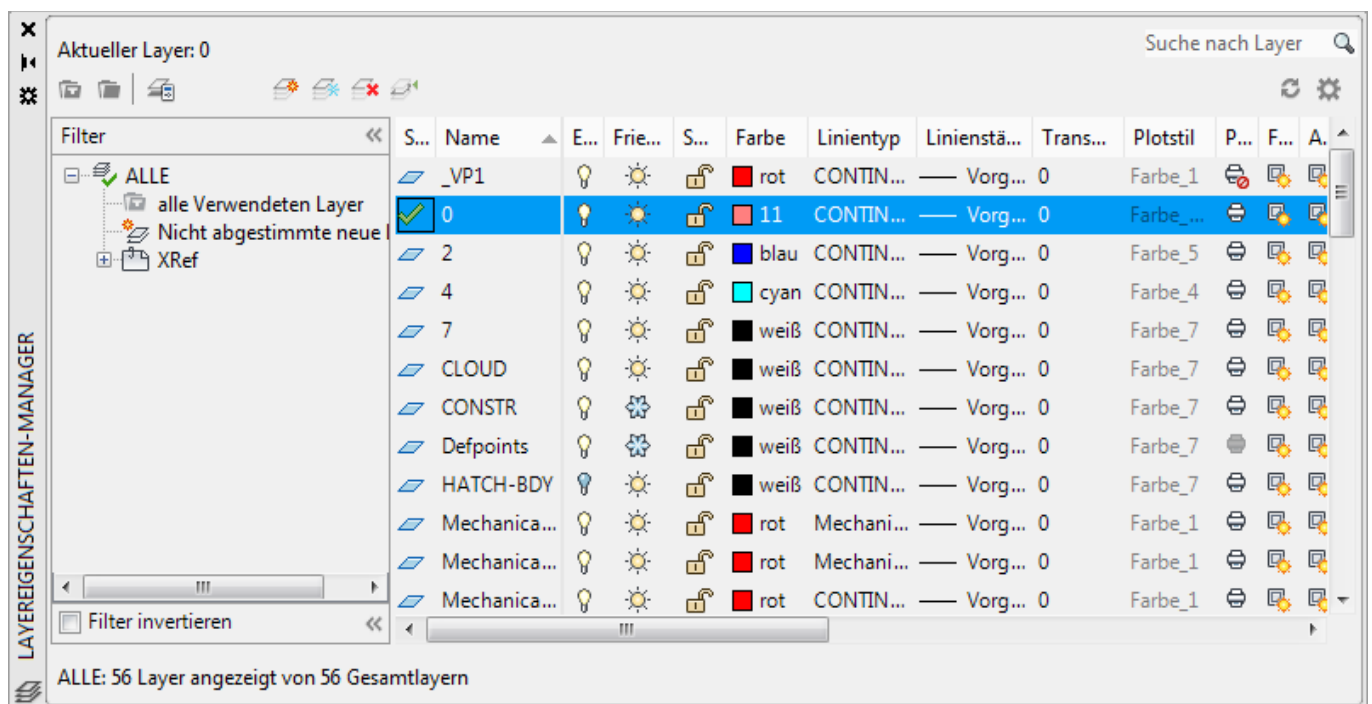 Aktueller Layer: 0
Suche nach Layer
Filter
S... Name E... Frie... S... Farbe Linientyp Linienstä... Trans... Plotstil P... F... A.
ALLE
alle Verwendeten Layer
Nicht abgestimmte neue
XRef
_VP1 rot CONTIN... Vorg... 0 Farbe_1
0 11 CONTIN... Vorg... 0 Farbe_...
2 blau CONTIN... Vorg... 0 Farbe_5
4 cyan CONTIN... Vorg... 0 Farbe_4
7 weiß CONTIN... Vorg... 0 Farbe_7
CLOUD weiß CONTIN... Vorg... 0 Farbe_7
CONSTR weiß CONTIN... Vorg... 0 Farbe_7
Defpoints weiß CONTIN... Vorg... 0 Farbe_7
HATCH-BDY weiß CONTIN... Vorg... 0 Farbe_7
Mechanica... rot Mechani... Vorg... 0 Farbe_1
Mechanica... rot Mechani... Vorg... 0 Farbe_1
Mechanica... rot CONTIN... Vorg... 0 Farbe_1
Filter invertieren
ALLE: 56 Layer angezeigt von 56 Gesamtlayern
LAYEREIGENSCHAFTEN-MANAGER